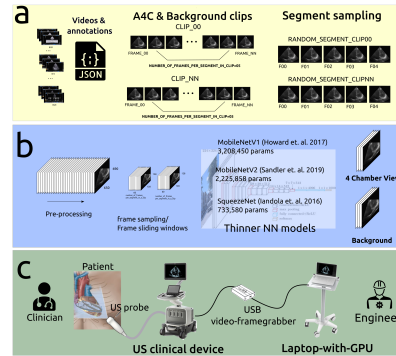 a
Videos &
annotations
JSON
A4C & Background clips
CLIP_00
FRAME_00
FRAME_NN
NUMBER_OF_FRAMES_PER_SEGMENT_IN_CLIP=05
CLIP_NN
FRAME_00
FRAME_NN
NUMBER_OF_FRAMES_PER_SEGMENT_IN_CLIP=05
Segment sampling
RANDOM_SEGMENT_CLIP00
F00 F01 F02 F03 F04
RANDOM_SEGMENT_CLIPNN
F00 F01 F02 F03 F04
b
Pre-processing
frame sampling/
Frame sliding windows
MobileNetV1 (Howard et. al. 2017)
3,208,450 params
MobileNetV2 (Sandler et. al. 2019)
2,225,858 params
SqueezeNet (Iandola et. al. 2016)
733,580 params
Thinner NN models
4 Chamber View
Background
c
Patient
Clinician
US probe
US clinical device
USB
video-framegrabber
Laptop-with-GPU
Enginee